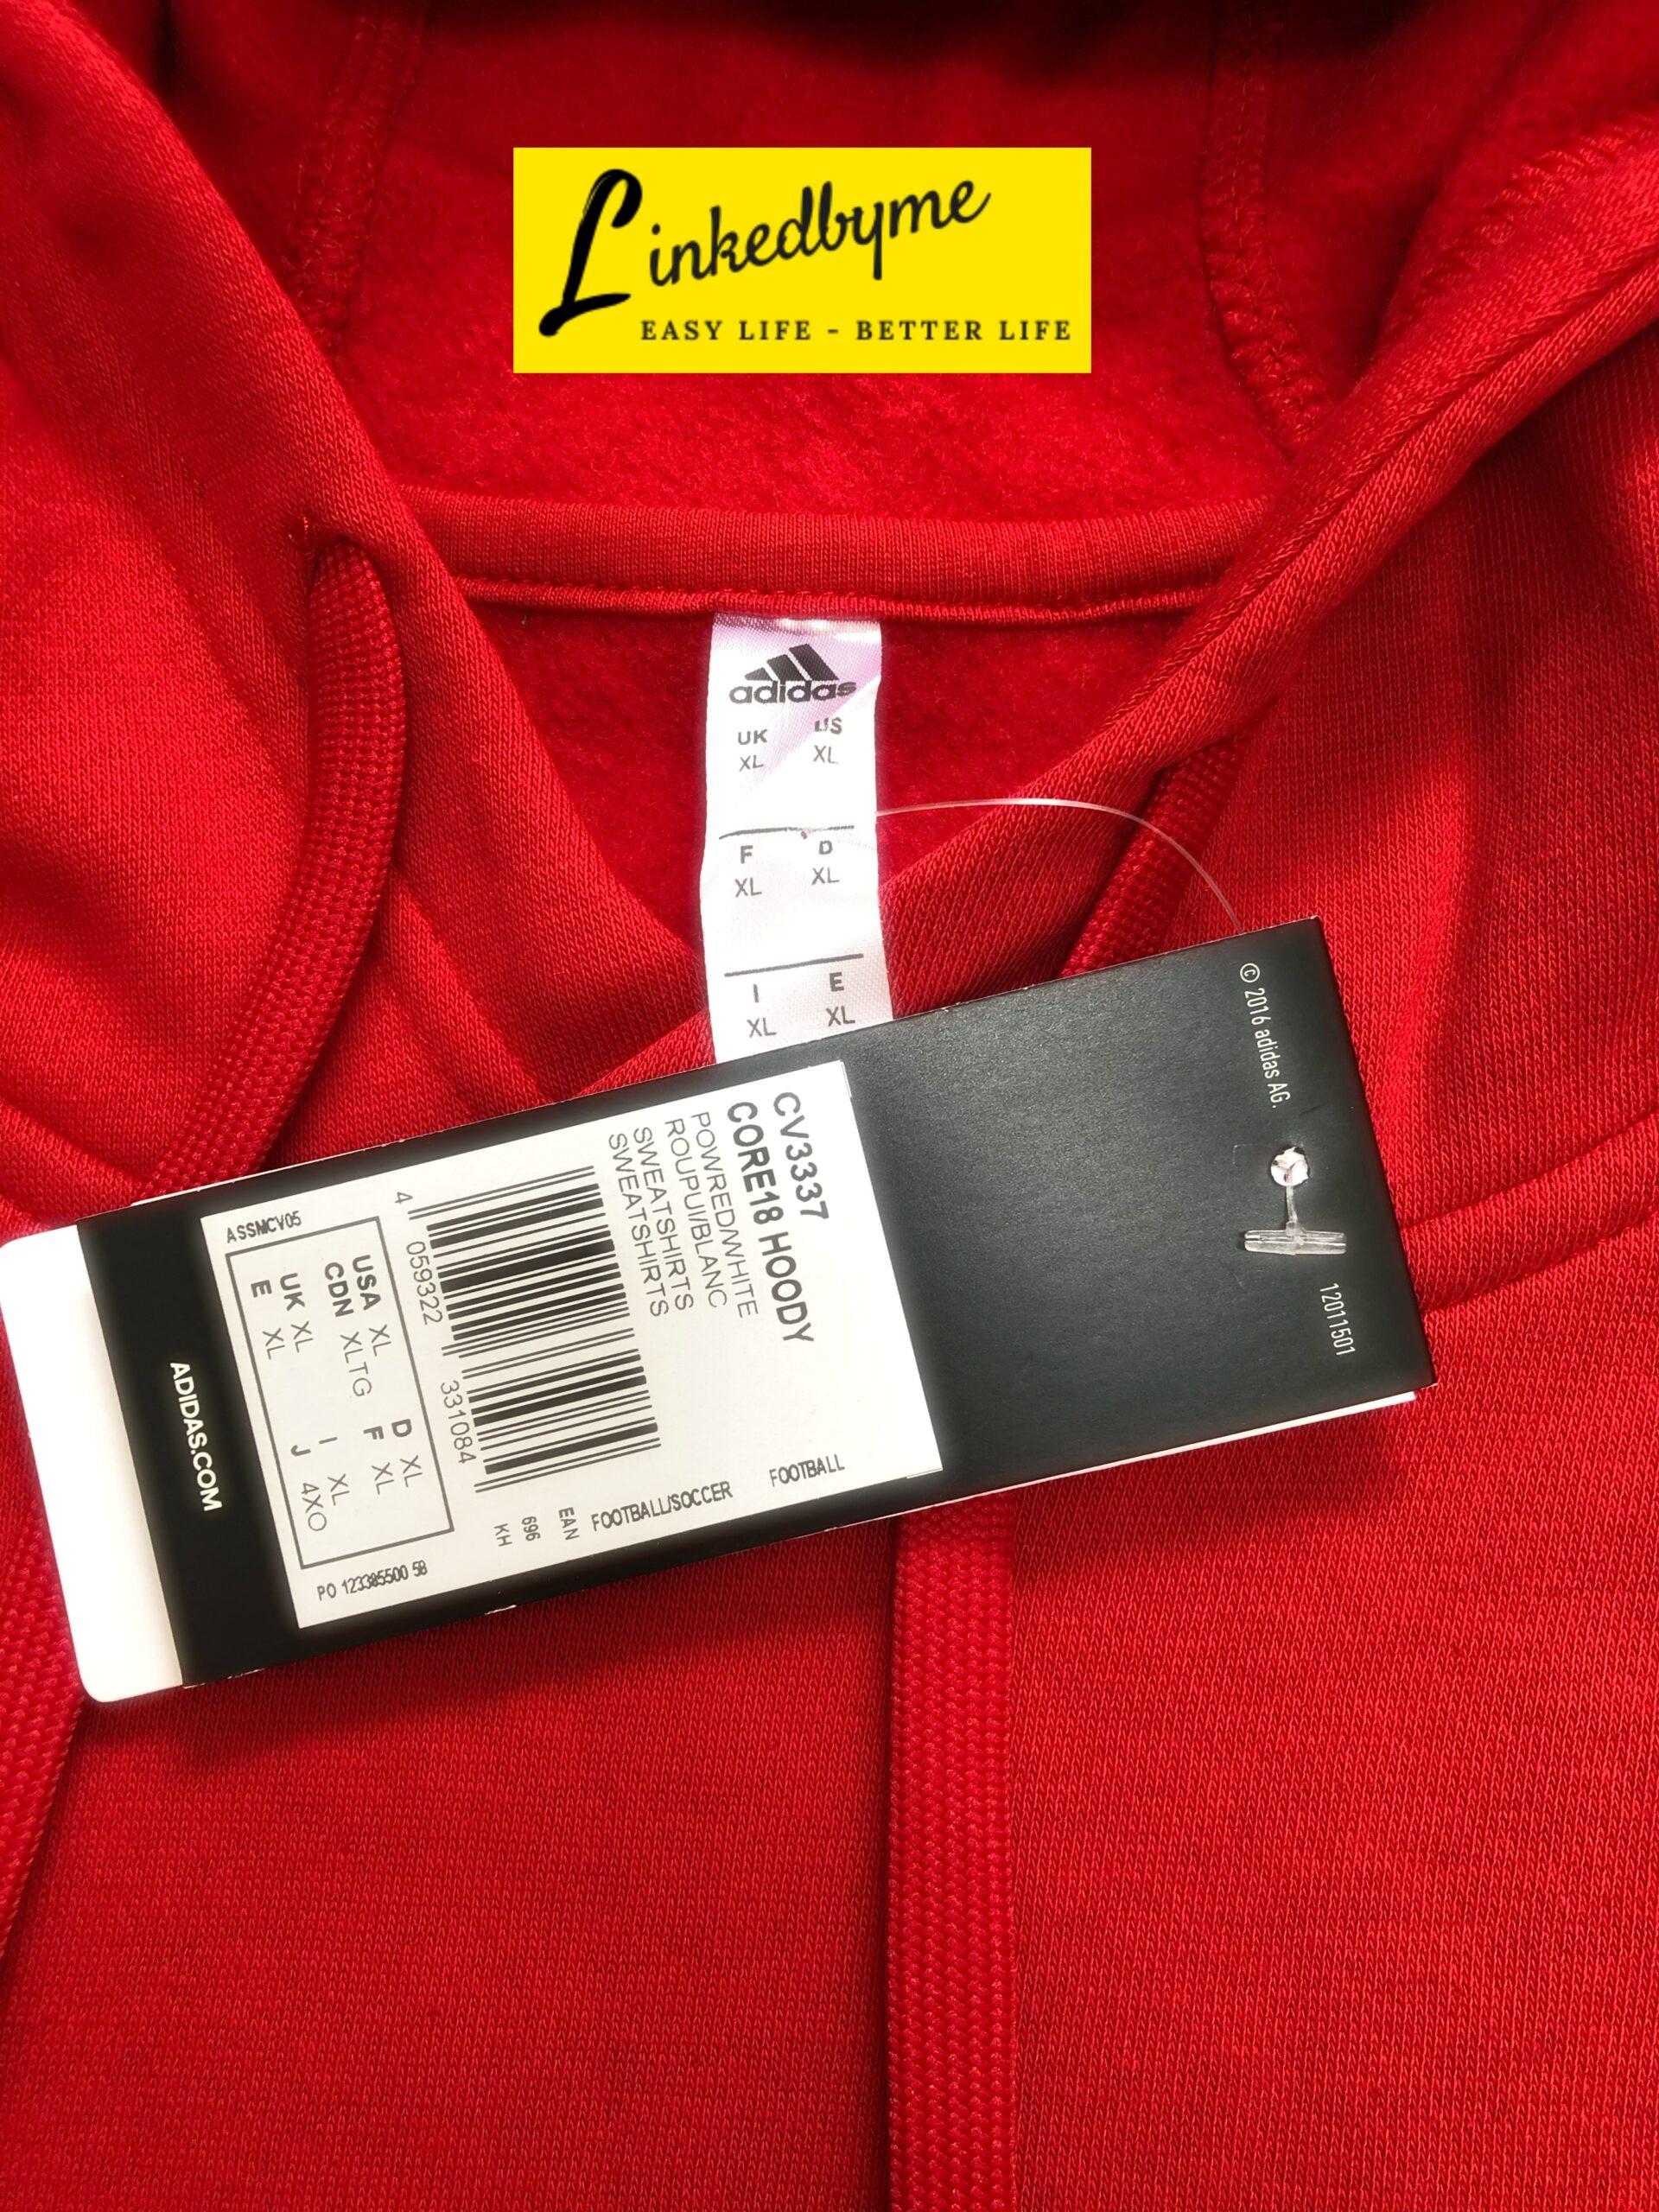 Linkedbyme
EASY LIFE - BETTER LIFE
adidas
UK US
XL XL
F D
XL XL
I E
XL XL
© 2016 adidas AG.
12011501
CV3337
CORE18 HOODY
POWRED/WHITE
ROUPUI/BLANC
SWEATSHIRTS
SWEATSHIRTS
FOOTBALL
FOOTBALL/SOCCER
EAN
696
KH
4 059322 331084
ASSMCV05
USA XL D XL
CDN XLTG F XL
UK XL I XL
E XL J 4XO
PO 123385500 58
ADIDAS.COM